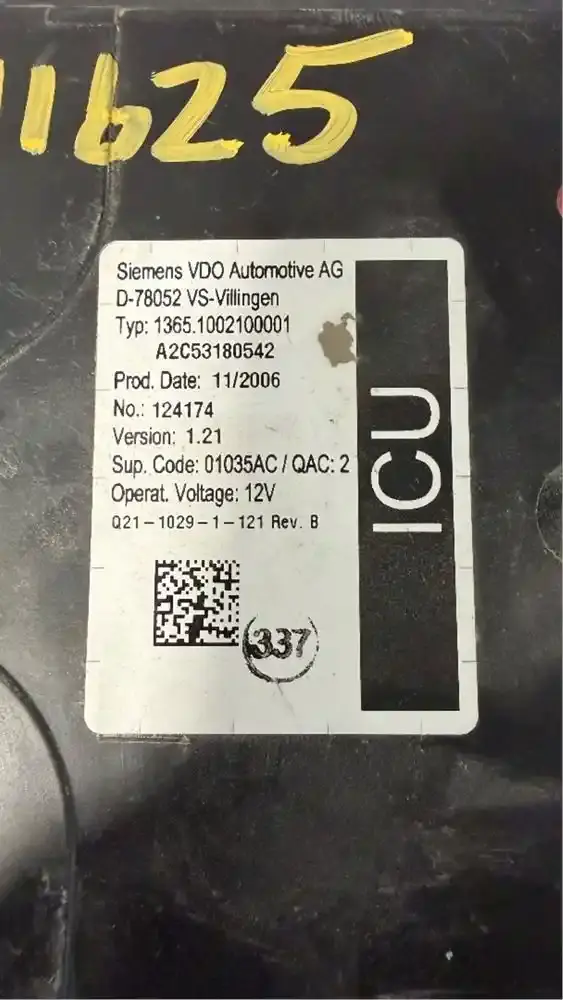 11625
Siemens VDO Automotive AG
D-78052 VS-Villingen
Typ: 1365.1002100001
A2C53180542
Prod. Date: 11/2006
No.: 124174
Version: 1.21
Sup. Code: 01035AC / QAC: 2
Operat. Voltage: 12V
Q21-1029-1-121 Rev. B
337
ICU